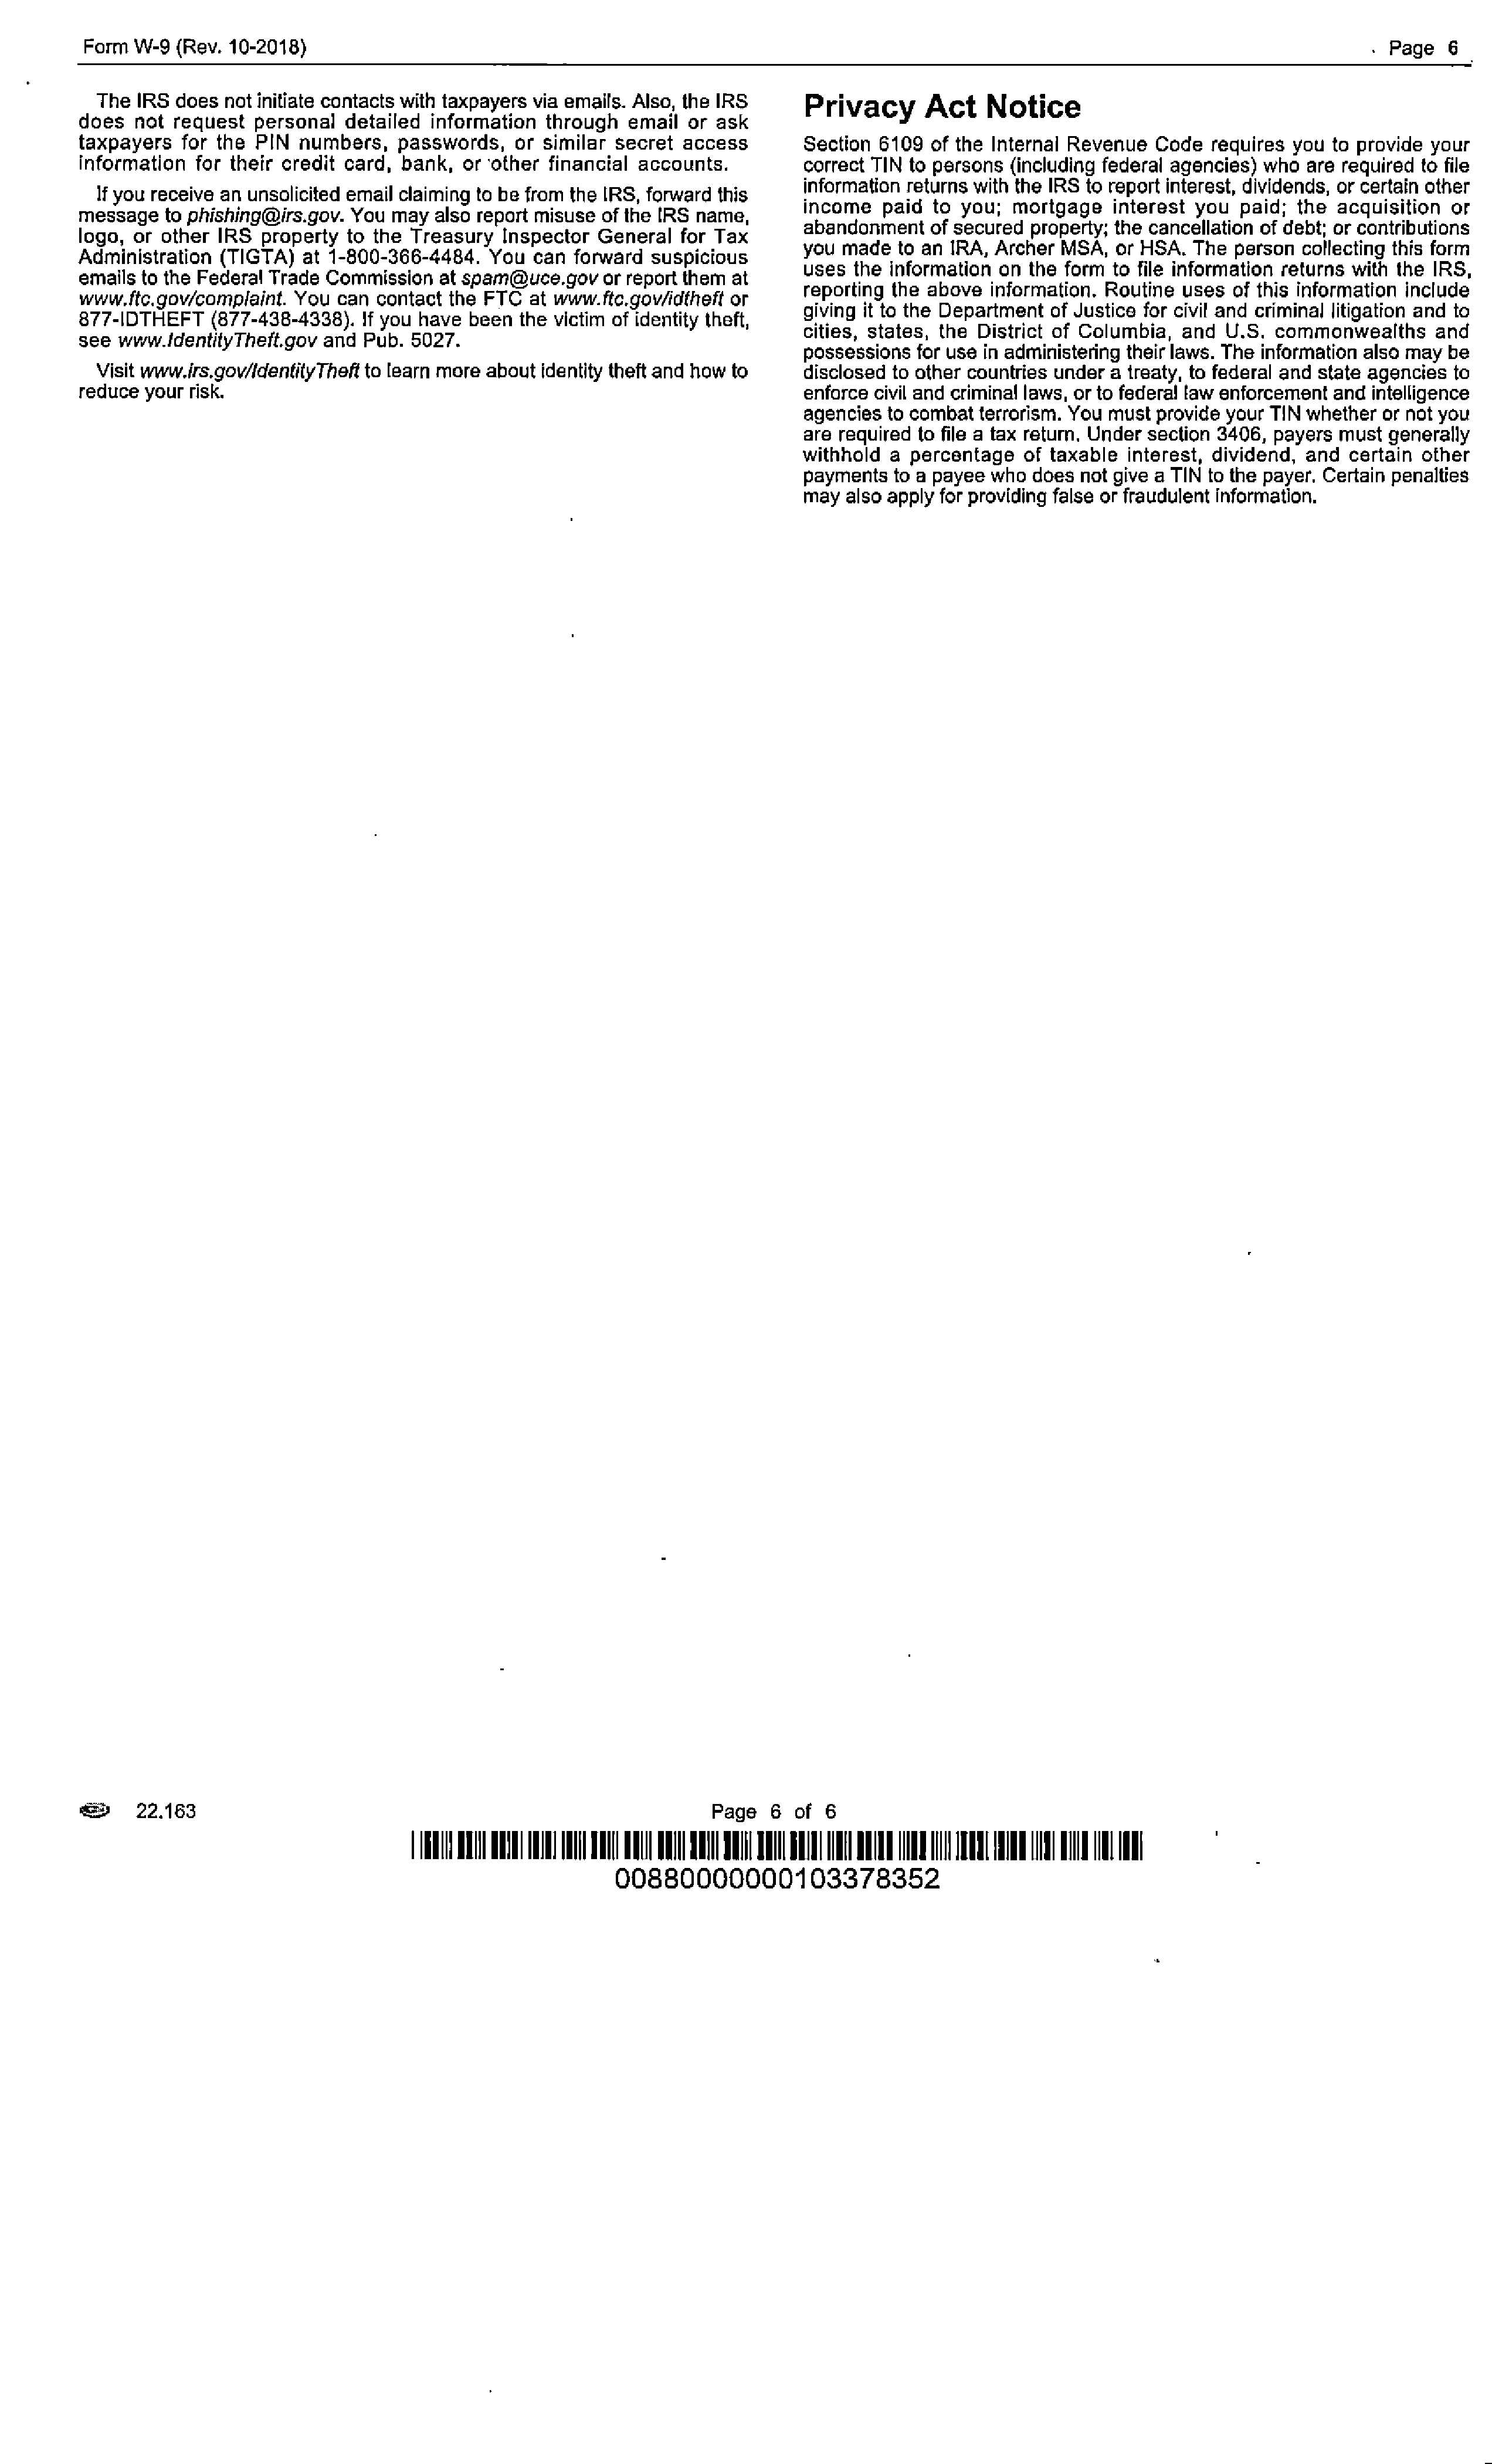 Form W-9 (Rev. 10-2018)
Page 6
The IRS does not initiate contacts with taxpayers via emails. Also, the IRS
does not request personal detailed information through email or ask
taxpayers for the PIN numbers, passwords, or similar secret access
information for their credit card, bank, or other financial accounts.
If you receive an unsolicited email claiming to be from the IRS, forward this
message to phishing@irs.gov. You may also report misuse of the IRS name,
logo, or other IRS property to the Treasury Inspector General for Tax
Administration (TIGTA) at 1-800-366-4484. You can forward suspicious
emails to the Federal Trade Commission at spam@uce.gov or report them at
www.ftc.gov/complaint. You can contact the FTC at www.ftc.gov/idtheft or
877-IDTHEFT (877-438-4338). If you have been the victim of identity theft,
see www.IdentityTheft.gov and Pub. 5027.
Visit www.irs.gov/IdentityTheft to learn more about identity theft and how to
reduce your risk.
Privacy Act Notice
Section 6109 of the Internal Revenue Code requires you to provide your
correct TIN to persons (including federal agencies) who are required to file
information returns with the IRS to report interest, dividends, or certain other
income paid to you; mortgage interest you paid; the acquisition or
abandonment of secured property; the cancellation of debt; or contributions
you made to an IRA, Archer MSA, or HSA. The person collecting this form
uses the information on the form to file information returns with the IRS,
reporting the above information. Routine uses of this information include
giving it to the Department of Justice for civil and criminal litigation and to
cities, states, the District of Columbia, and U.S. commonwealths and
possessions for use in administering their laws. The information also may be
disclosed to other countries under a treaty, to federal and state agencies to
enforce civil and criminal laws, or to federal law enforcement and intelligence
agencies to combat terrorism. You must provide your TIN whether or not you
are required to file a tax return. Under section 3406, payers must generally
withhold a percentage of taxable interest, dividend, and certain other
payments to a payee who does not give a TIN to the payer. Certain penalties
may also apply for providing false or fraudulent information.
22.163
Page 6 of 6
00880000000103378352